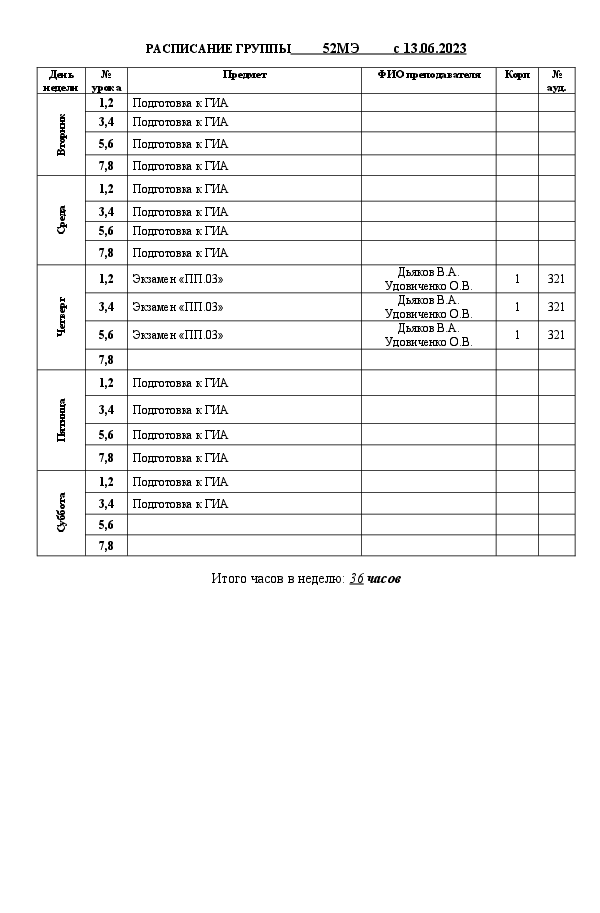 РАСПИСАНИЕ ГРУППЫ 52МЭ с 13.06.2023
День недели № урока Предмет ФИО преподавателя Корп № ауд.
Вторник
1,2 Подготовка к ГИА
3,4 Подготовка к ГИА
5,6 Подготовка к ГИА
7,8 Подготовка к ГИА
Среда
1,2 Подготовка к ГИА
3,4 Подготовка к ГИА
5,6 Подготовка к ГИА
7,8 Подготовка к ГИА
Четверг
1,2 Экзамен «ПП.03» Дьяков В.А. Удовиченко О.В. 1 321
3,4 Экзамен «ПП.03» Дьяков В.А. Удовиченко О.В. 1 321
5,6 Экзамен «ПП.03» Дьяков В.А. Удовиченко О.В. 1 321
7,8
Пятница
1,2 Подготовка к ГИА
3,4 Подготовка к ГИА
5,6 Подготовка к ГИА
7,8 Подготовка к ГИА
Суббота
1,2 Подготовка к ГИА
3,4 Подготовка к ГИА
5,6
7,8
Итого часов в неделю: 36 часов